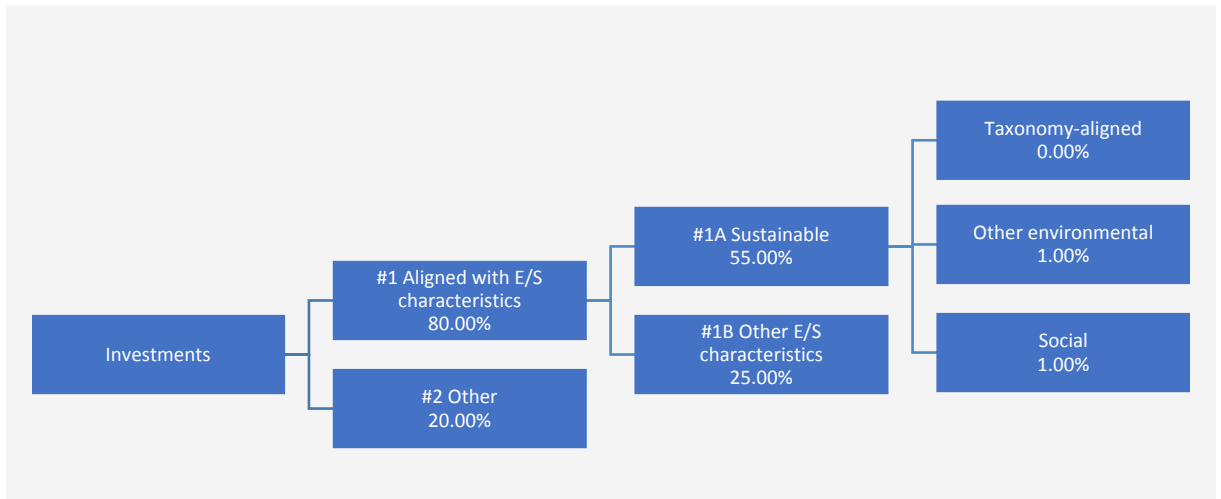 Investments
#1 Aligned with E/S
characteristics
80.00%
#2 Other
20.00%
#1A Sustainable
55.00%
#1B Other E/S
characteristics
25.00%
Taxonomy-aligned
0.00%
Other environmental
1.00%
Social
1.00%